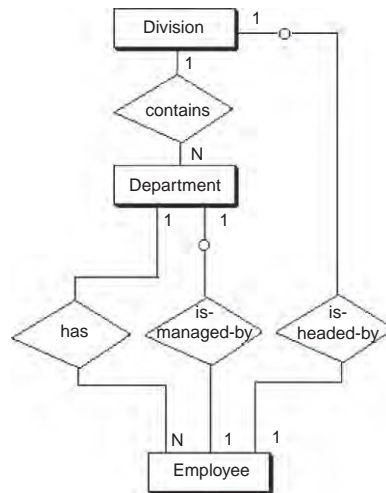 Division
1
1
contains
N
Department
1
1
has
is-
managed-by
is-
headed-by
N
1
1
Employee